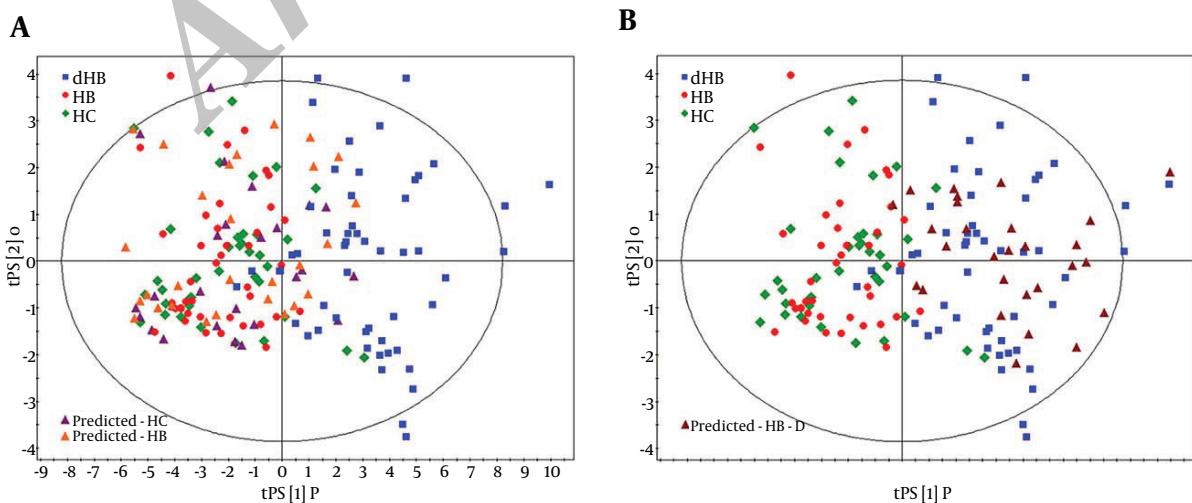 A
B
4
3
2
1
0
-1
-2
-3
-4
tPS [2] o
dHB
HB
HC
Predicted - HC
Predicted - HB
-9 -8 -7 -6 -5 -4 -3 -2 -1 0 1 2 3 4 5 6 7 8 9 10
tPS [1] P
4
3
2
1
0
-1
-2
-3
-4
tPS [2] o
dHB
HB
HC
Predicted - HB - D
tPS [1] P